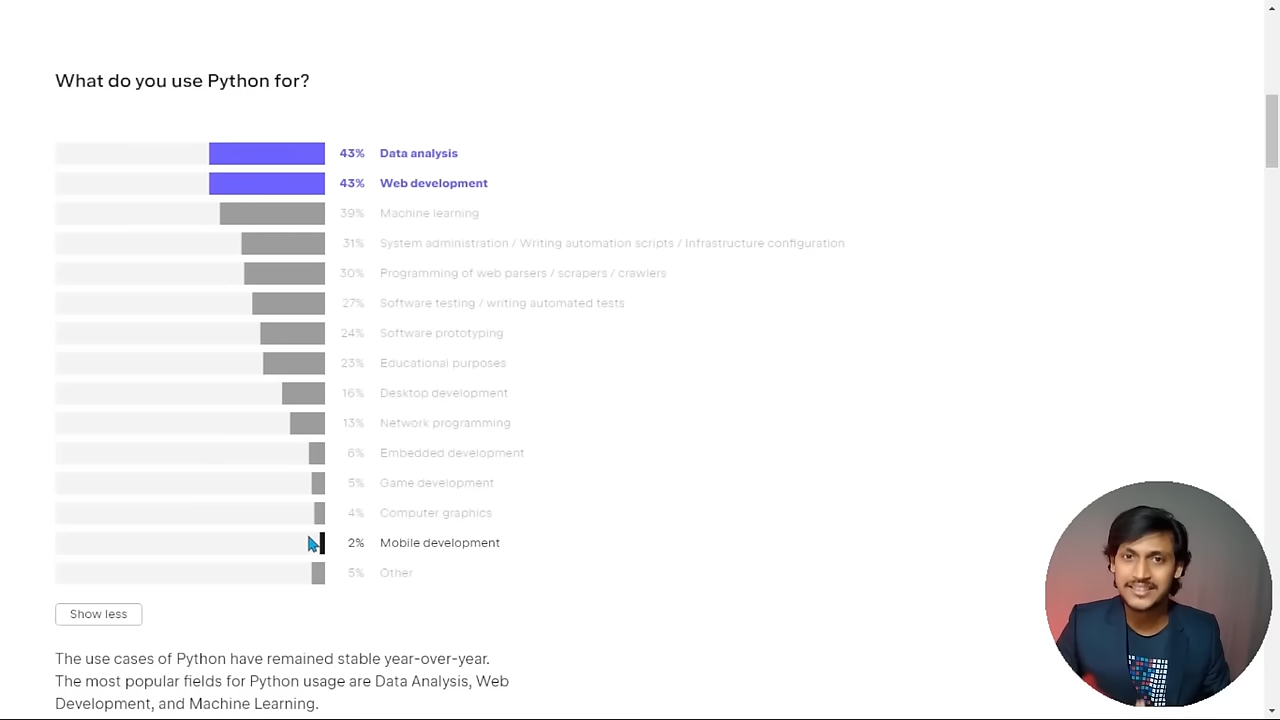 What do you use Python for?
43% Data analysis
43% Web development
39% Machine learning
31% System administration / Writing automation scripts / Infrastructure configuration
30% Programming of web parsers / scrapers / crawlers
27% Software testing / writing automated tests
24% Software prototyping
23% Educational purposes
16% Desktop development
13% Network programming
6% Embedded development
5% Game development
4% Computer graphics
2% Mobile development
5% Other
Show less
The use cases of Python have remained stable year-over-year.
The most popular fields for Python usage are Data Analysis, Web
Development, and Machine Learning.